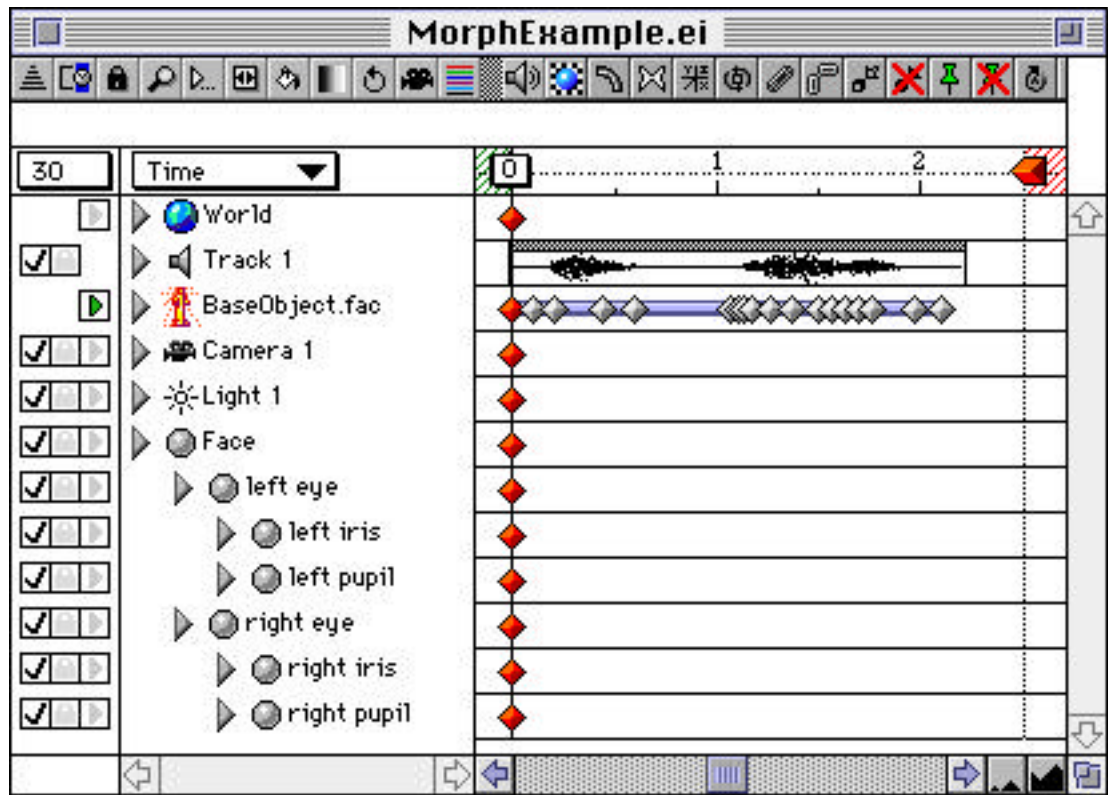 MorphExample.ei
30 Time 0 1 2
World
Track 1
BaseObject.fac
Camera 1
Light 1
Face
left eye
left iris
left pupil
right eye
right iris
right pupil